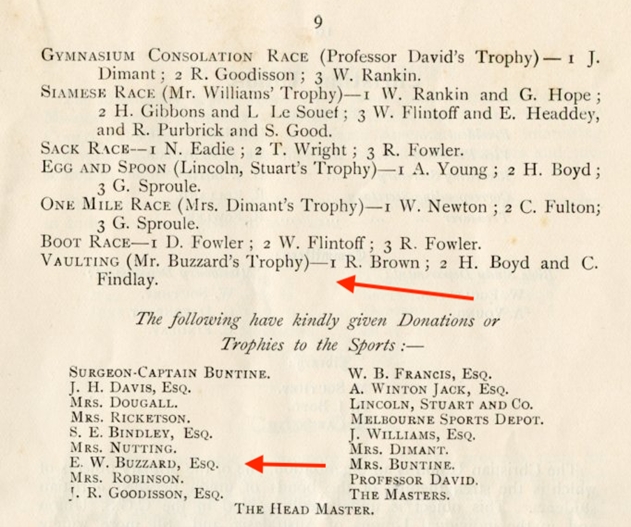 9
GYMNASIUM CONSOLATION RACE (Professor David's Trophy)— 1 J.
Dimant; 2 R. Goodisson; 3 W. Rankin.
SIAMESE RACE (Mr. Williams' Trophy)—1 W. Rankin and G. Hope;
2 H. Gibbons and L Le Souef; 3 W. Flintoff and E. Headdey,
and R. Purbrick and S. Good.
SACK RACE—1 N. Eadie; 2 T. Wright; 3 R. Fowler.
EGG AND SPOON (Lincoln, Stuart's Trophy)—1 A. Young; 2 H. Boyd;
3 G. Sproule.
ONE MILE RACE (Mrs. Dimant's Trophy)—1 W. Newton; 2 C. Fulton;
3 G. Sproule.
BOOT RACE—1 D. Fowler; 2 W. Flintoff; 3 R. Fowler.
VAULTING (Mr. Buzzard's Trophy)—1 R. Brown; 2 H. Boyd and C.
Findlay.
The following have kindly given Donations or
Trophies to the Sports:—
SURGEON-CAPTAIN BUNTINE.
J. H. DAVIS, ESQ.
MRS. DOUGALL.
MRS. RICKETSON.
S. E. BINDLEY, ESQ.
MRS. NUTTING.
E. W. BUZZARD, ESQ.
MRS. ROBINSON.
J. R. GOODISSON, ESQ.
W. B. FRANCIS, ESQ.
A. WINTON JACK, ESQ.
LINCOLN, STUART AND CO.
MELBOURNE SPORTS DEPOT.
J. WILLIAMS, ESQ.
MRS. DIMANT.
MRS. BUNTINE.
PROFESSOR DAVID.
THE MASTERS.
THE HEAD MASTER.